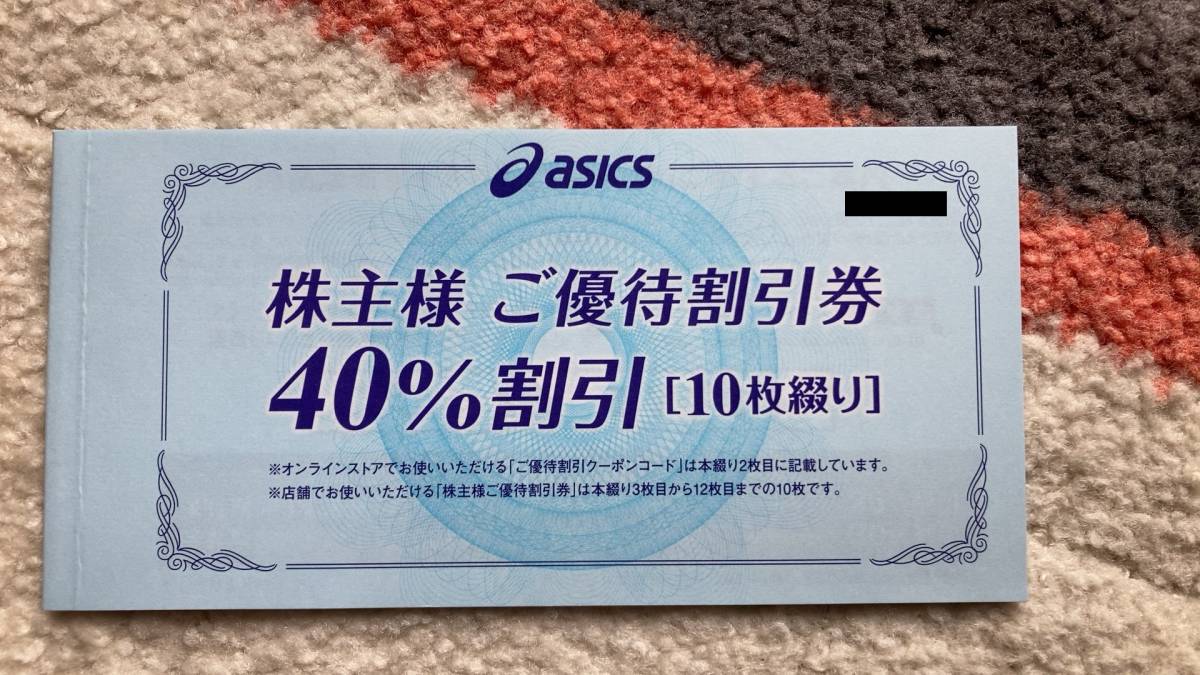 asics
株主様 ご優待割引券
40%割引 [10枚綴り]
※オンラインストアでお使いいただける「ご優待割引クーポンコード」は本綴り2枚目に記載しています。
※店舗でお使いいただける「株主様ご優待割引券」は本綴り3枚目から12枚目までの10枚です。